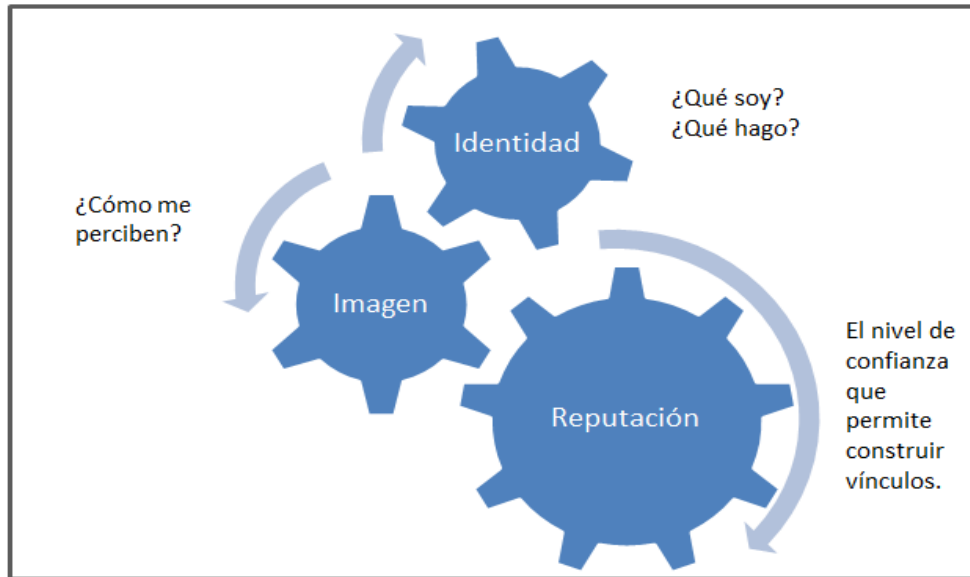 Identidad
¿Qué soy?
¿Qué hago?
¿Cómo me
perciben?
Imagen
Reputación
El nivel de
confianza
que
permite
construir
vínculos.